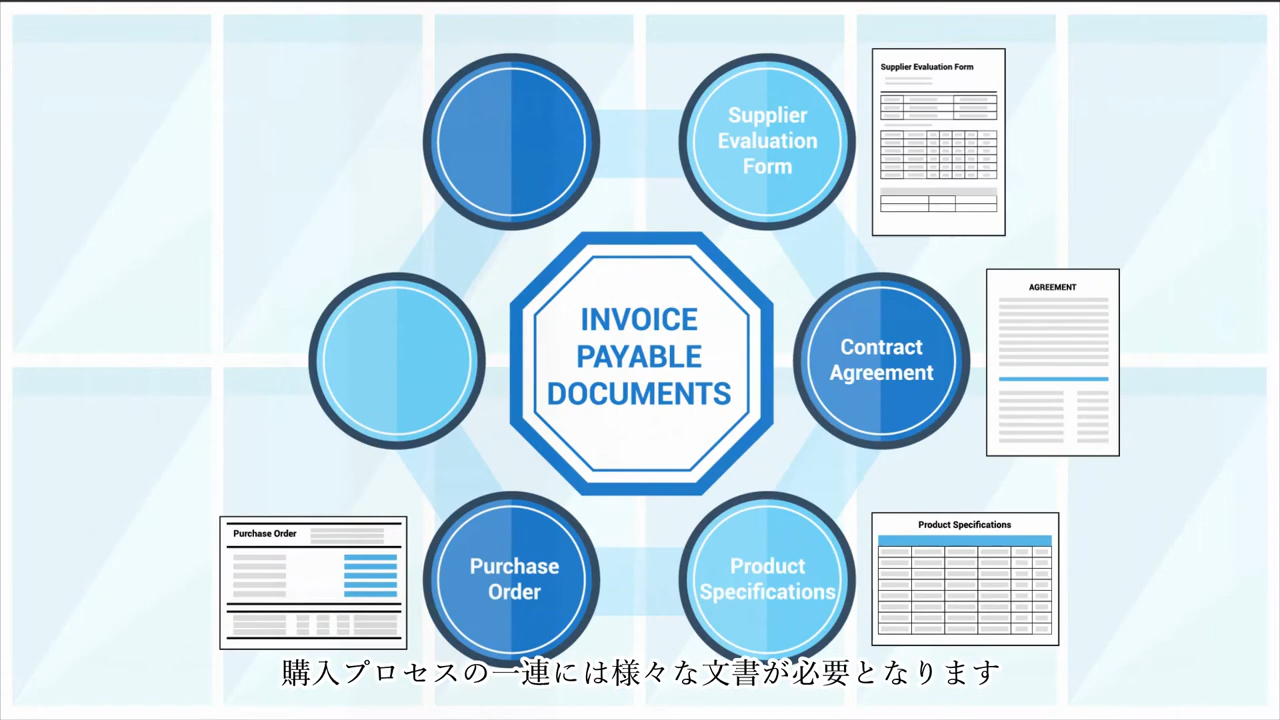 Supplier
Evaluation
Form
Supplier Evaluation Form
INVOICE
PAYABLE
DOCUMENTS
Contract
Agreement
AGREEMENT
Purchase Order
Purchase
Order
Product
Specifications
Product Specifications
購入プロセスの一連には様々な文書が必要となります